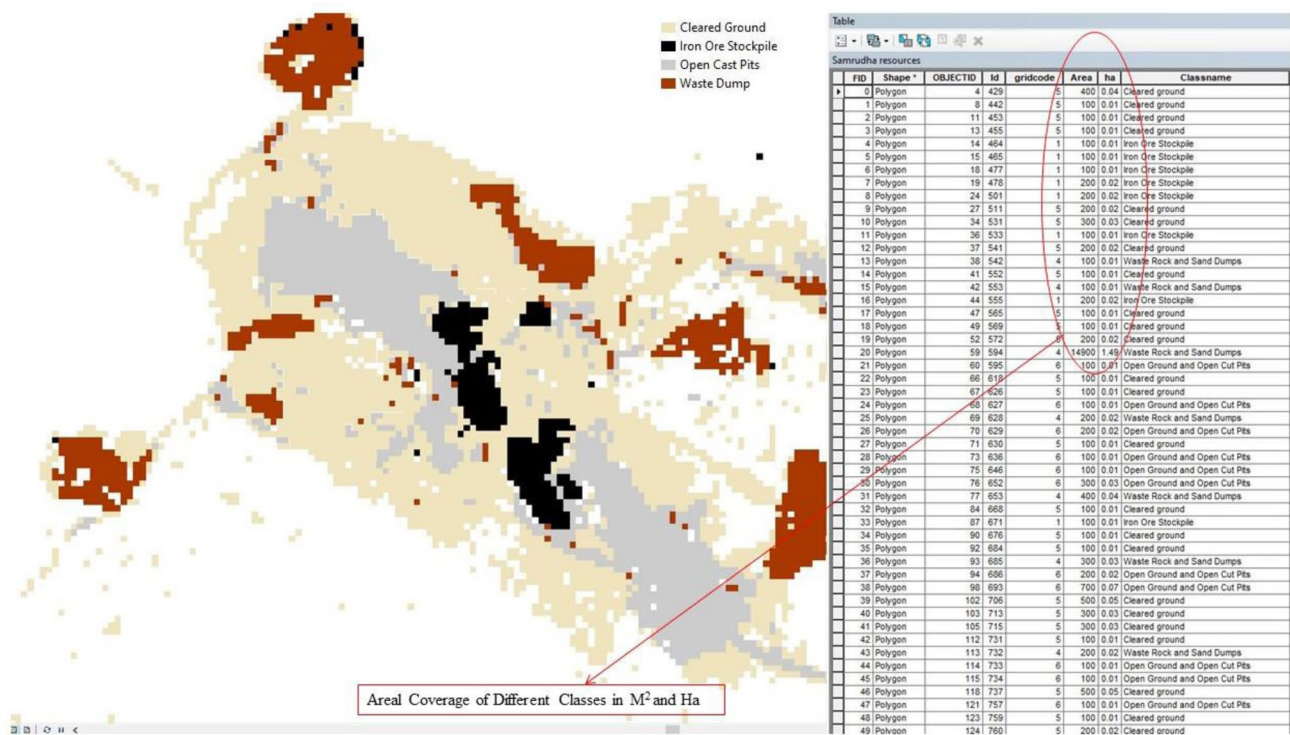 Cleared Ground
Iron Ore Stockpile
Open Cast Pits
Waste Dump
Areal Coverage of Different Classes in M² and Ha
Table
Samrudha resources
FID Shape * OBJECTID Id gridcode Area ha Classname
0 Polygon 4 429 5 400 0.04 Cleared ground
1 Polygon 8 442 5 100 0.01 Cleared ground
2 Polygon 11 453 5 100 0.01 Cleared ground
3 Polygon 13 455 5 100 0.01 Cleared ground
4 Polygon 14 464 1 100 0.01 Iron Ore Stockpile
5 Polygon 15 465 1 100 0.01 Iron Ore Stockpile
6 Polygon 18 477 1 100 0.01 Iron Ore Stockpile
7 Polygon 19 478 1 200 0.02 Iron Ore Stockpile
8 Polygon 24 501 1 200 0.02 Iron Ore Stockpile
9 Polygon 27 511 5 200 0.02 Cleared ground
10 Polygon 34 531 5 300 0.03 Cleared ground
11 Polygon 36 533 1 100 0.01 Iron Ore Stockpile
12 Polygon 37 541 5 200 0.02 Cleared ground
13 Polygon 38 542 4 100 0.01 Waste Rock and Sand Dumps
14 Polygon 41 552 5 100 0.01 Cleared ground
15 Polygon 42 553 4 100 0.01 Waste Rock and Sand Dumps
16 Polygon 44 555 1 200 0.02 Iron Ore Stockpile
17 Polygon 47 565 5 100 0.01 Cleared ground
18 Polygon 49 569 5 100 0.01 Cleared ground
19 Polygon 52 572 200 0.02 Cleared ground
20 Polygon 59 594 4 14900 1.49 Waste Rock and Sand Dumps
21 Polygon 60 595 6 100 0.01 Open Ground and Open Cut Pits
22 Polygon 66 618 5 100 0.01 Cleared ground
23 Polygon 67 626 5 100 0.01 Cleared ground
24 Polygon 68 627 6 100 0.01 Open Ground and Open Cut Pits
25 Polygon 69 628 4 200 0.02 Waste Rock and Sand Dumps
26 Polygon 70 629 6 200 0.02 Open Ground and Open Cut Pits
27 Polygon 71 630 5 100 0.01 Cleared ground
28 Polygon 73 636 6 100 0.01 Open Ground and Open Cut Pits
29 Polygon 75 646 6 100 0.01 Open Ground and Open Cut Pits
30 Polygon 76 652 6 300 0.03 Open Ground and Open Cut Pits
31 Polygon 77 653 4 400 0.04 Waste Rock and Sand Dumps
32 Polygon 84 668 5 100 0.01 Cleared ground
33 Polygon 87 671 1 100 0.01 Iron Ore Stockpile
34 Polygon 90 676 5 100 0.01 Cleared ground
35 Polygon 92 684 5 100 0.01 Cleared ground
36 Polygon 93 685 4 300 0.03 Waste Rock and Sand Dumps
37 Polygon 94 686 6 200 0.02 Open Ground and Open Cut Pits
38 Polygon 98 693 6 700 0.07 Open Ground and Open Cut Pits
39 Polygon 102 706 5 500 0.05 Cleared ground
40 Polygon 103 713 5 300 0.03 Cleared ground
41 Polygon 105 715 5 300 0.03 Cleared ground
42 Polygon 112 731 5 100 0.01 Cleared ground
43 Polygon 113 732 4 200 0.02 Waste Rock and Sand Dumps
44 Polygon 114 733 6 100 0.01 Open Ground and Open Cut Pits
45 Polygon 115 734 6 100 0.01 Open Ground and Open Cut Pits
46 Polygon 118 737 5 500 0.05 Cleared ground
47 Polygon 121 757 6 100 0.01 Open Ground and Open Cut Pits
48 Polygon 123 759 5 100 0.01 Cleared ground
49 Polygon 124 760 5 200 0.02 Cleared ground